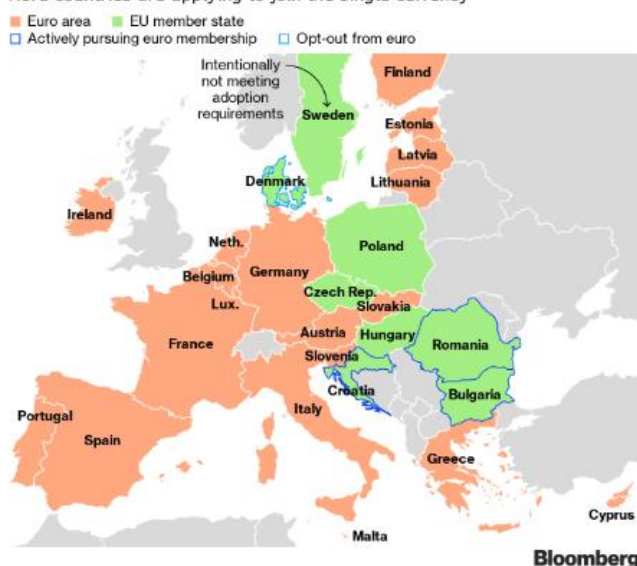 Euro area EU member state
Actively pursuing euro membership Opt-out from euro
Intentionally
not meeting
adoption
requirements
Finland
Sweden
Estonia
Latvia
Lithuania
Denmark
Ireland
Neth.
Poland
Belgium
Germany
Lux.
Czech Rep.
Slovakia
France
Austria
Hungary
Slovenia
Romania
Croatia
Bulgaria
Portugal
Spain
Italy
Greece
Cyprus
Malta
Bloomberg